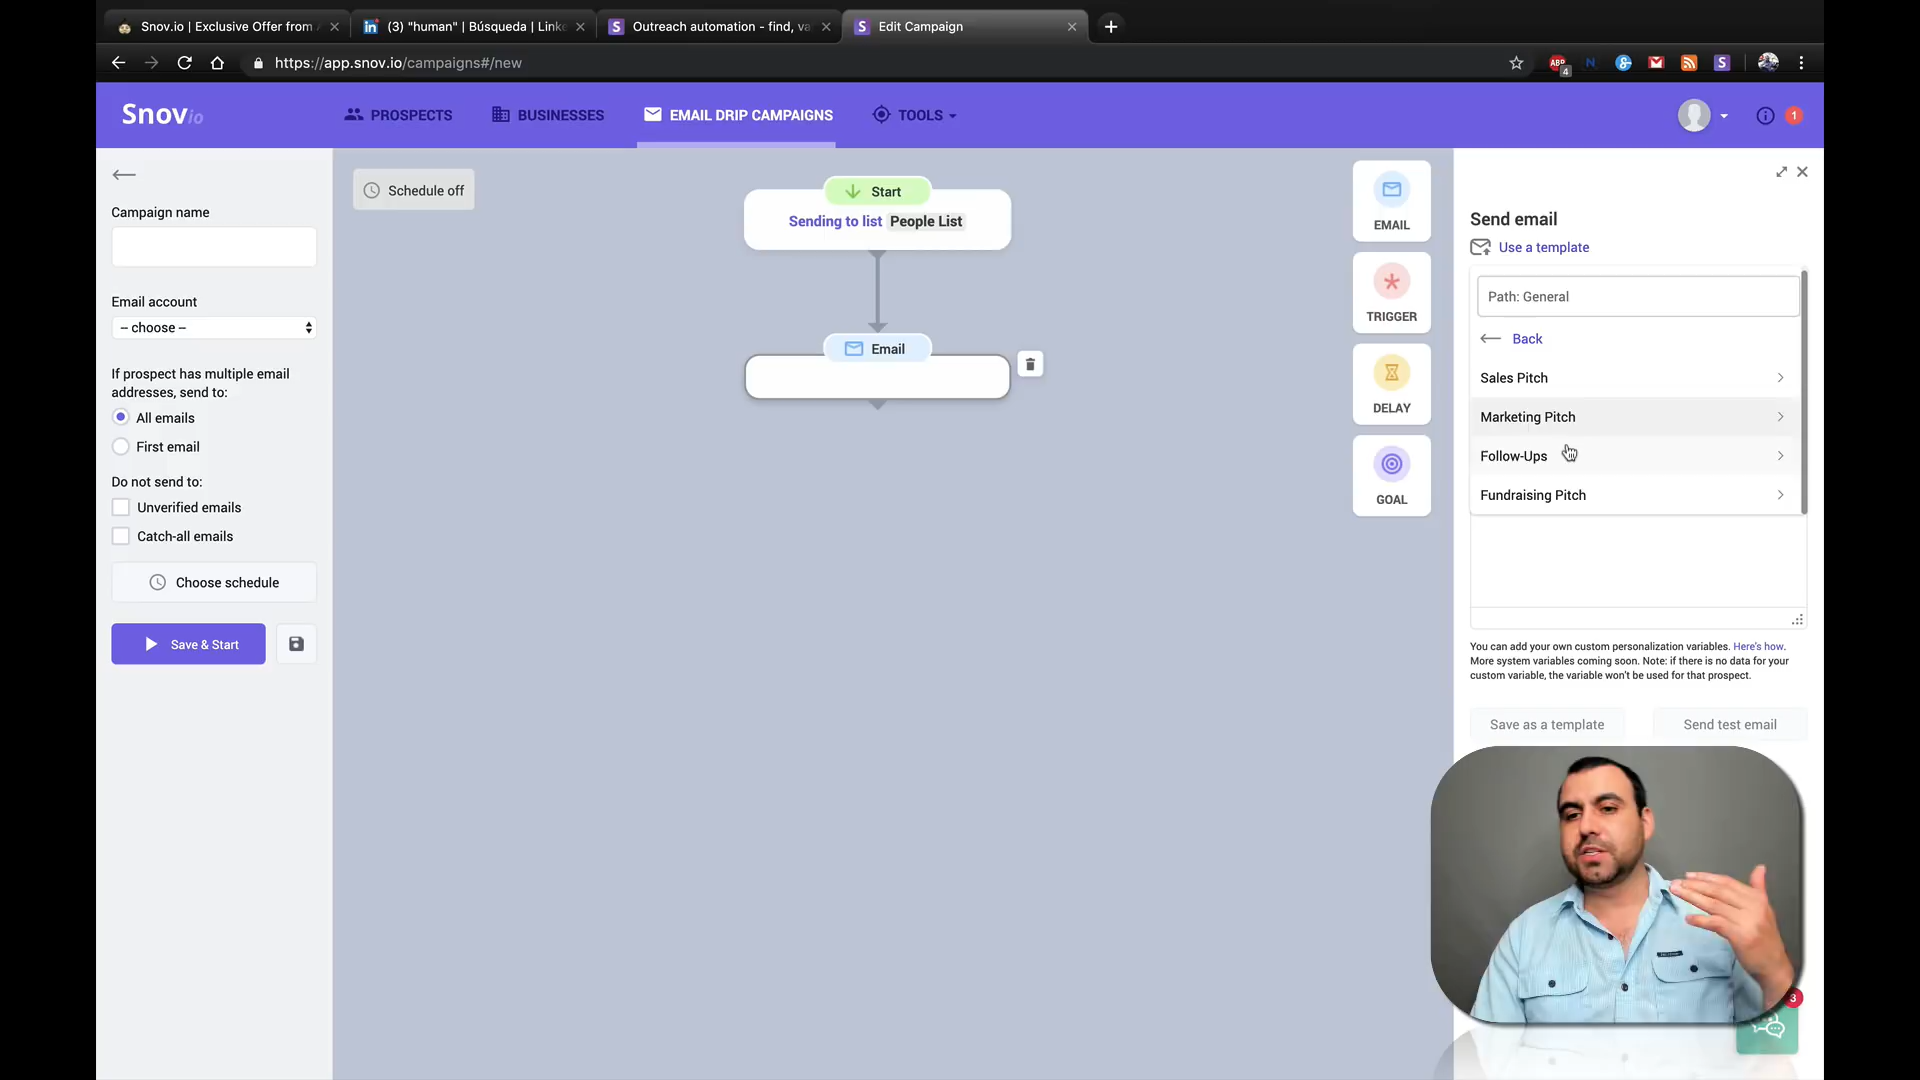 Snov.io | Exclusive Offer from A
(3) "human" | Búsqueda | Linke
Outreach automation - find, va
Edit Campaign
https://app.snov.io/campaigns#/new
ABP
4
N
S
Snovio
PROSPECTS
BUSINESSES
EMAIL DRIP CAMPAIGNS
TOOLS
1
Campaign name
Email account
-- choose --
If prospect has multiple email
addresses, send to:
All emails
First email
Do not send to:
Unverified emails
Catch-all emails
Choose schedule
Save & Start
Schedule off
Start
Sending to list People List
Email
EMAIL
TRIGGER
DELAY
GOAL
Send email
Use a template
Path: General
Back
Sales Pitch
Marketing Pitch
Follow-Ups
Fundraising Pitch
You can add your own custom personalization variables. Here's how.
More system variables coming soon. Note: if there is no data for your
custom variable, the variable won't be used for that prospect.
Save as a template
Send test email
3